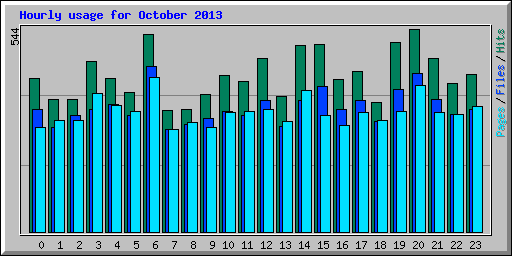 Hourly usage for October 2013
544
Pages/Files/Hits
0 1 2 3 4 5 6 7 8 9 10 11 12 13 14 15 16 17 18 19 20 21 22 23